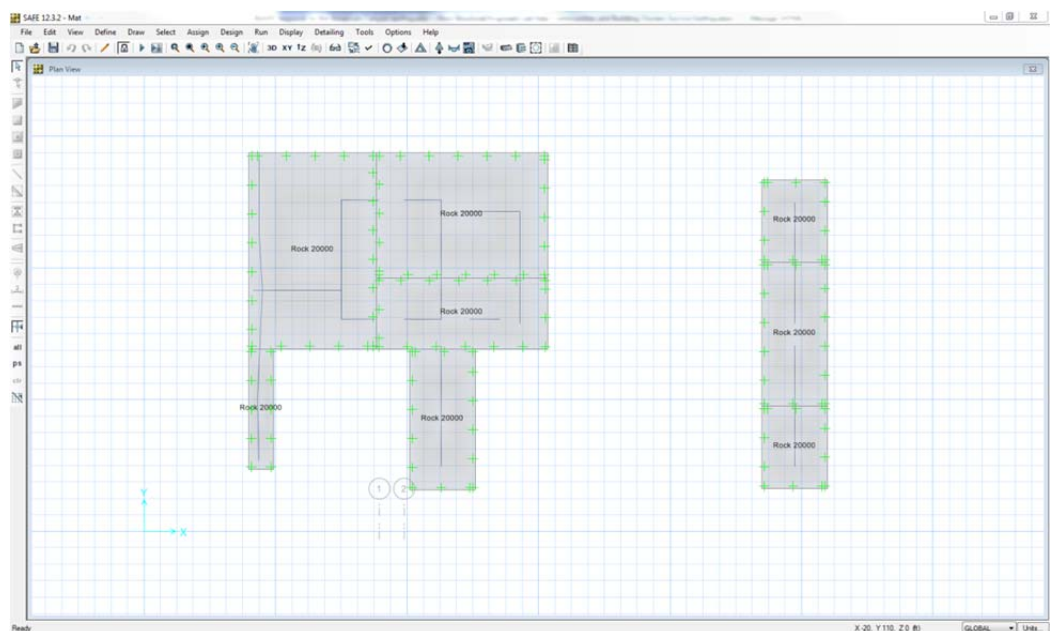 SAFE 12.3.2 - Mat
File Edit View Define Draw Select Assign Design Run Display Detailing Tools Options Help
3D XY
Plan View
all
ps
Rock 20000
Rock 20000
Rock 20000
Rock 20000
Rock 20000
Rock 20000
Rock 20000
Rock 20000
1 2
Y
X
Ready
X -20, Y 110, Z 0 (ft)
GLOBAL
Units...